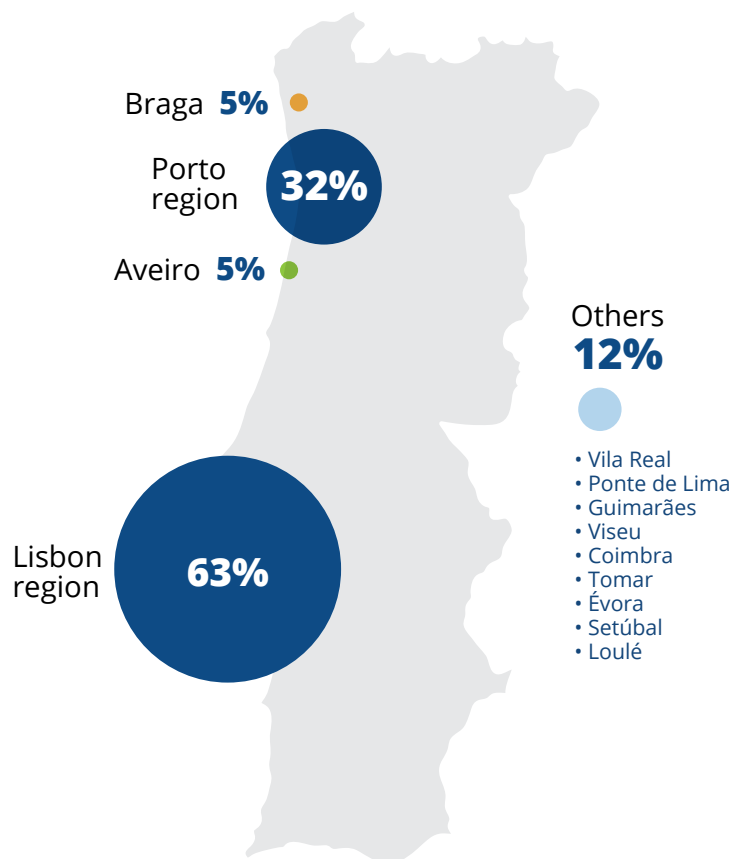 Braga 5%
Porto
region
32%
Aveiro 5%
Others
12%
• Vila Real
• Ponte de Lima
• Guimarães
• Viseu
• Coimbra
• Tomar
• Évora
• Setúbal
• Loulé
Lisbon
region
63%